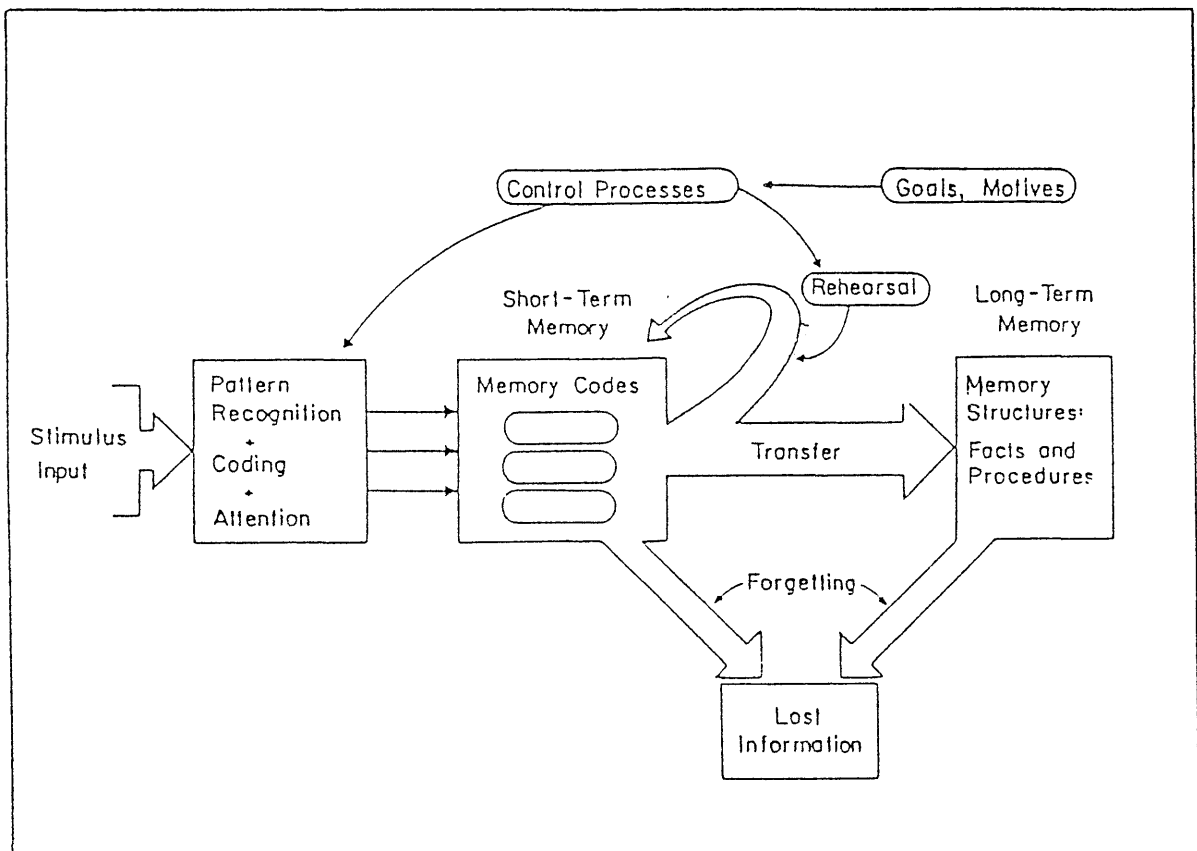 Control Processes
Goals, Motives
Rehearsal
Short-Term
Memory
Long-Term
Memory
Stimulus
Input
Pattern
Recognition
+
Coding
+
Attention
Memory Codes
Transfer
Memory
Structures:
Facts and
Procedures
Forgetting
Lost
Information